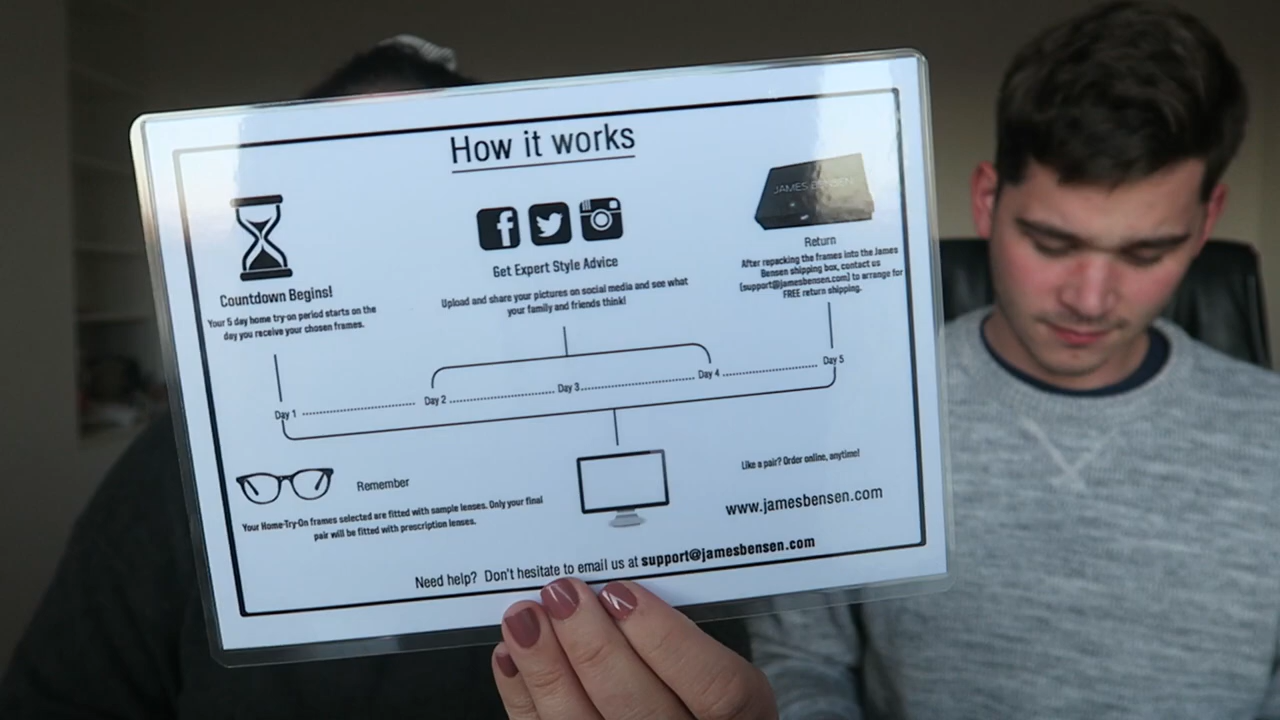 How it works
Countdown Begins!
Your 5 day home try-on period starts on the
day you receive your chosen frames.
Get Expert Style Advice
Upload and share your pictures on social media and see what
your family and friends think!
JAMES BENSEN
Return
After repacking the frames into the James
Bensen shipping box, contact us
(support@jamesbensen.com) to arrange for
FREE return shipping.
Day 1
Day 2
Day 3
Day 4
Day 5
Remember
Your Home-Try-On frames selected are fitted with sample lenses. Only your final
pair will be fitted with prescription lenses.
Like a pair? Order online, anytime!
www.jamesbensen.com
Need help? Don't hesitate to email us at support@jamesbensen.com